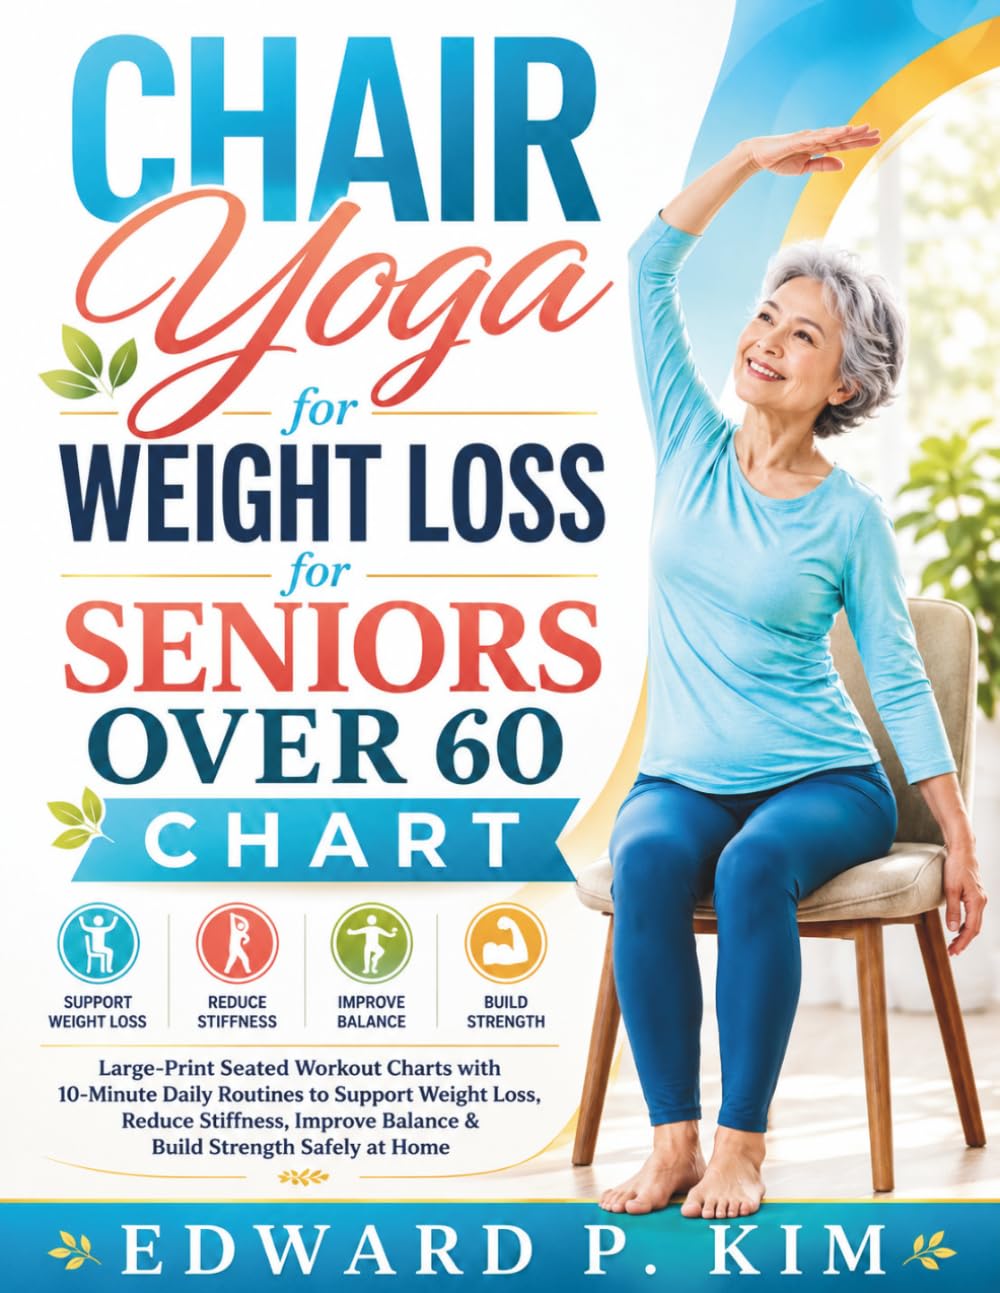 CHAIR
Yoga
for
WEIGHT LOSS
for
SENIORS
OVER 60
CHART
SUPPORT
WEIGHT LOSS
REDUCE
STIFFNESS
IMPROVE
BALANCE
BUILD
STRENGTH
Large-Print Seated Workout Charts with
10-Minute Daily Routines to Support Weight Loss,
Reduce Stiffness, Improve Balance &
Build Strength Safely at Home
EDWARD P. KIM